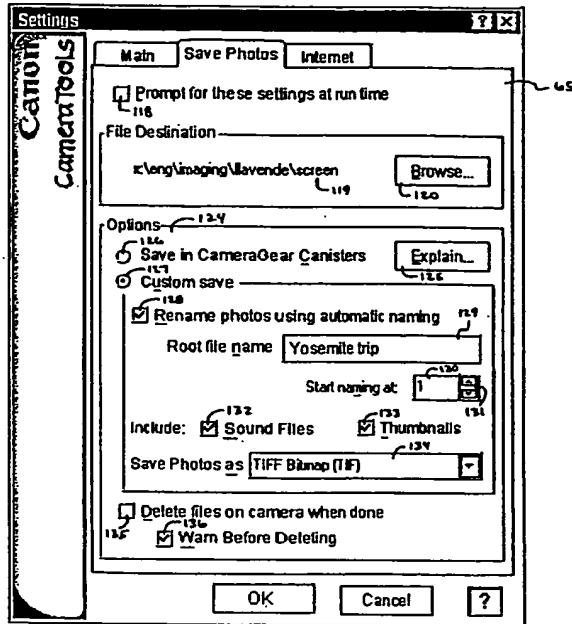 Settings ? X
Canon
CameraTools
Main Save Photos Internet
65
Prompt for these settings at run time
118
File Destination
x:\eng\imaging\llavende\screen Browse...
119 120
Options 124
126
Save in CameraGear Canisters Explain...
127 125
Custom save
128 129
Rename photos using automatic naming
Root file name Yosemite trip
130
Start naming at: 1
131
132 133
Include: Sound Files Thumbnails
134
Save Photos as TIFF Bitmap (TIF)
Delete files on camera when done
135 136
Warn Before Deleting
OK Cancel ?